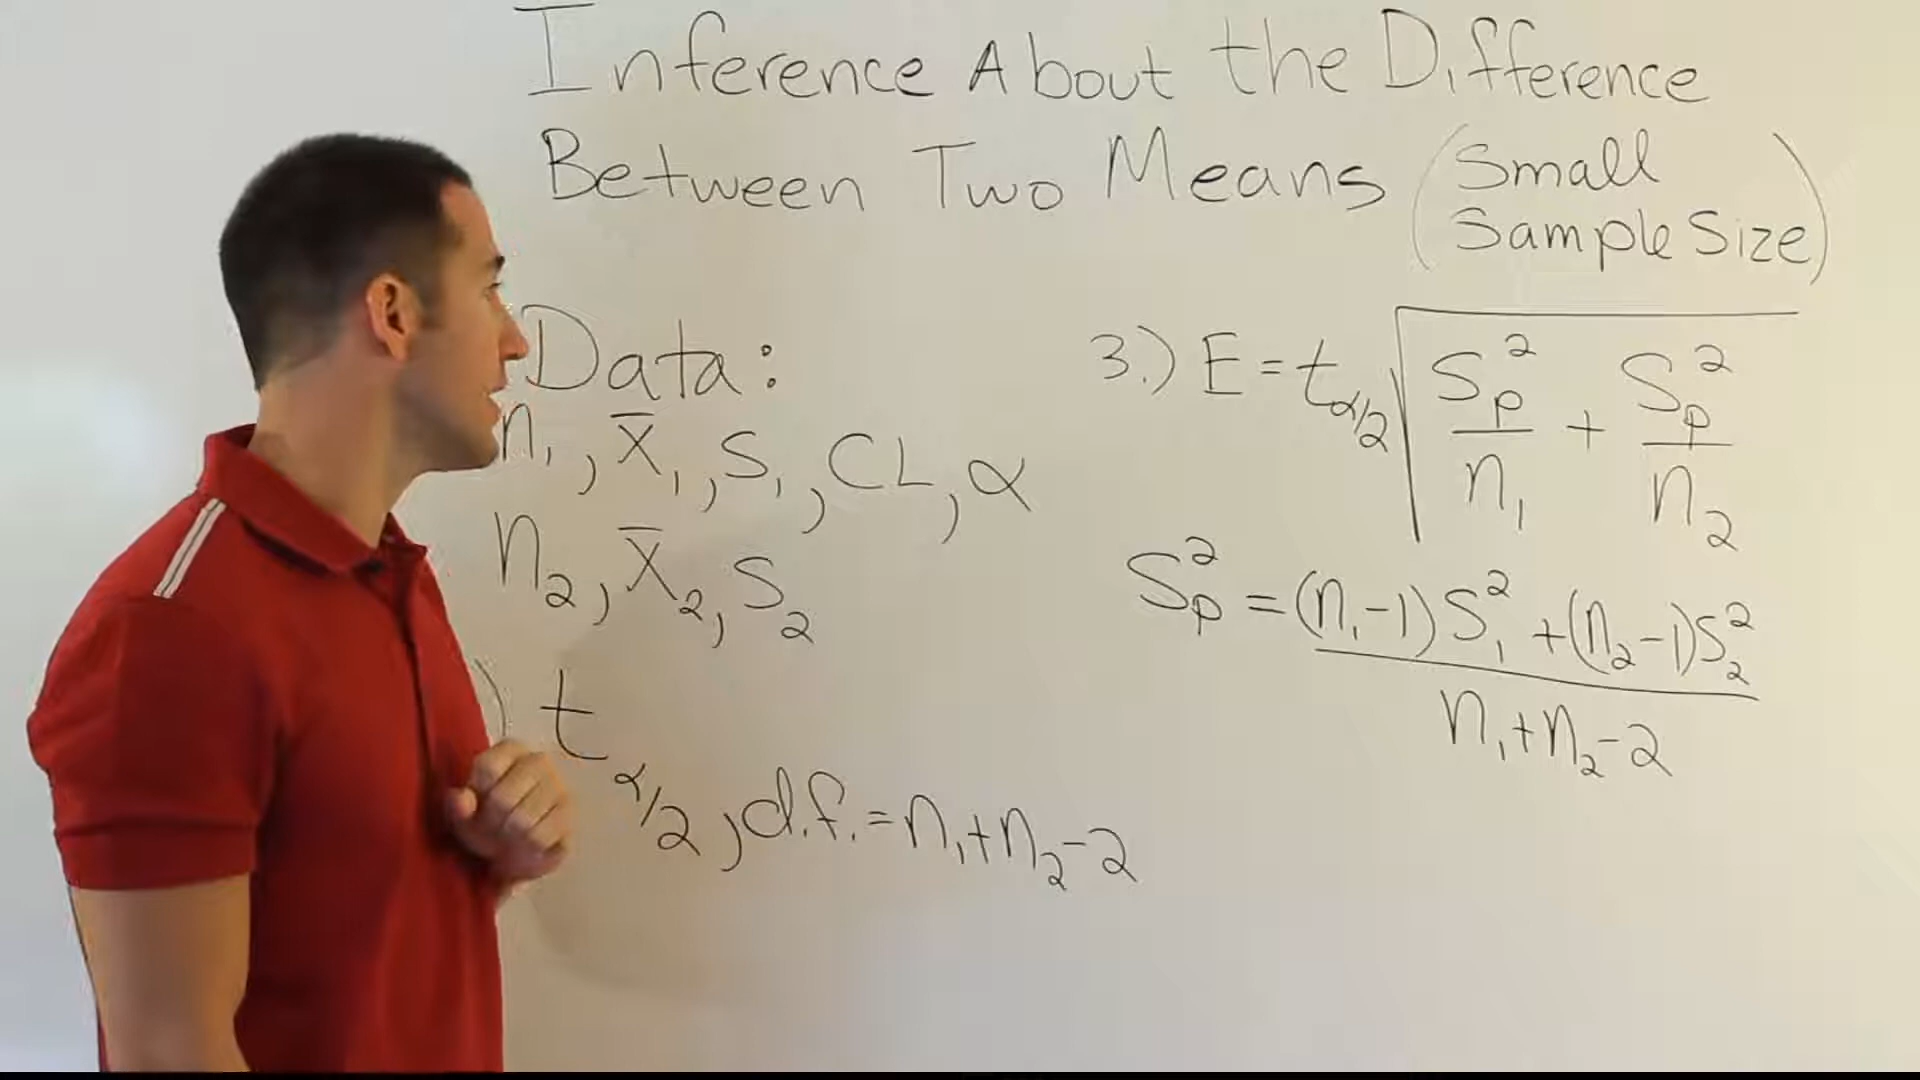 Inference About the Difference
Between Two Means (Small Sample Size)
Data:
n₁, x̄₁, S₁, CL, α
n₂, x̄₂, S₂
) t α/2, d.f. = n₁+n₂-2
3.) E = t α/2 √(Sp²/n₁ + Sp²/n₂)
Sp² = (n₁-1)S₁² + (n₂-1)S₂² / n₁+n₂-2